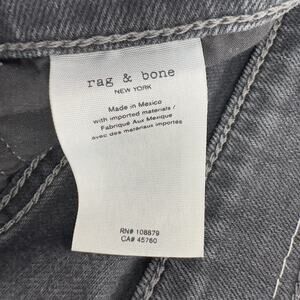 rag & bone
NEW YORK
Made in Mexico
with imported materials /
Fabriqué Aux Mexique
avec des matériaux importés
RN# 108879
CA# 45760